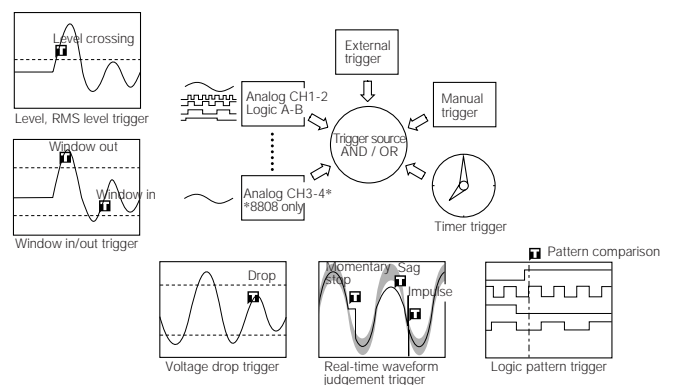 Level crossing
Level, RMS level trigger
Window out
Window in
Window in/out trigger
Analog CH1-2
Logic A-B
Analog CH3-4*
*8808 only
External
trigger
Manual
trigger
Trigger source
AND / OR
Timer trigger
Drop
Voltage drop trigger
Momentary
stop
Sag
Impulse
Real-time waveform
judgement trigger
T Pattern comparison
Logic pattern trigger